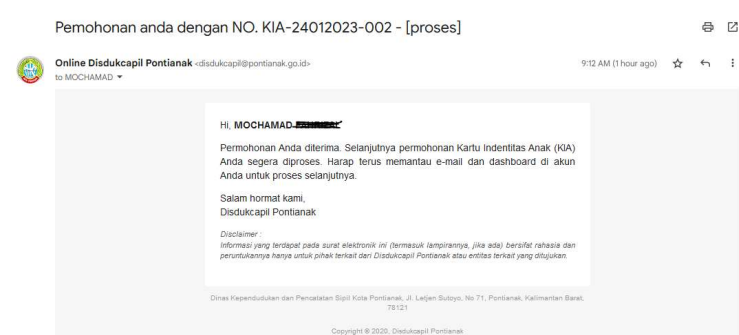 Pemohonan anda dengan NO. KIA-24012023-002 - [proses]
Online Disdukcapil Pontianak <disdukcapil@pontianak.go.id>
9:12 AM (1 hour ago)
to MOCHAMAD
Hi, MOCHAMAD
Permohonan Anda diterima. Selanjutnya permohonan Kartu Indentitas Anak (KIA)
Anda segera diproses. Harap terus memantau e-mail dan dashboard di akun
Anda untuk proses selanjutnya.
Salam hormat kami,
Disdukcapil Pontianak
Disclaimer :
Informasi yang terdapat pada surat elektronik ini (termasuk lampirannya, jika ada) bersifat rahasia dan
peruntukannya hanya untuk pihak terkait dari Disdukcapil Pontianak atau entitas terkait yang ditujukan.
Dinas Kependudukan dan Pencatatan Sipil Kota Pontianak, Jl. Letjen Sutoyo, No 71, Pontianak, Kalimantan Barat,
78121
Copyright © 2020, Disdukcapil Pontianak